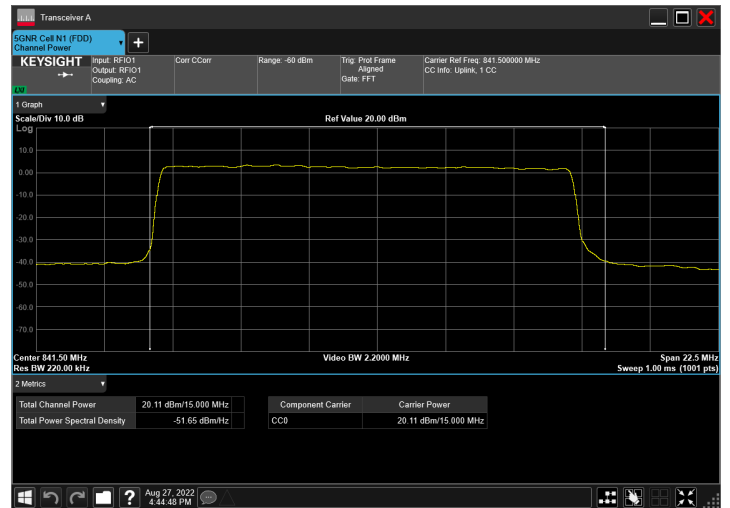 Transceiver A
5GNR Cell N1 (FDD)
Channel Power
KEYSIGHT
LXI
Input: RFIO1
Output: RFIO1
Coupling: AC
Corr CCorr
Range: -60 dBm
Trig: Prot Frame
Aligned
Gate: FFT
Carrier Ref Freq: 841.500000 MHz
CC Info: Uplink, 1 CC
1 Graph
Scale/Div 10.0 dB
Ref Value 20.00 dBm
Log
10.0
0.00
-10.0
-20.0
-30.0
-40.0
-50.0
-60.0
-70.0
Center 841.50 MHz
Video BW 2.2000 MHz
Span 22.5 MHz
Res BW 220.00 kHz
Sweep 1.00 ms (1001 pts)
2 Metrics
Total Channel Power 20.11 dBm/15.000 MHz
Total Power Spectral Density -51.65 dBm/Hz
Component Carrier Carrier Power
CC0 20.11 dBm/15.000 MHz
?
Aug 27, 2022
4:44:48 PM